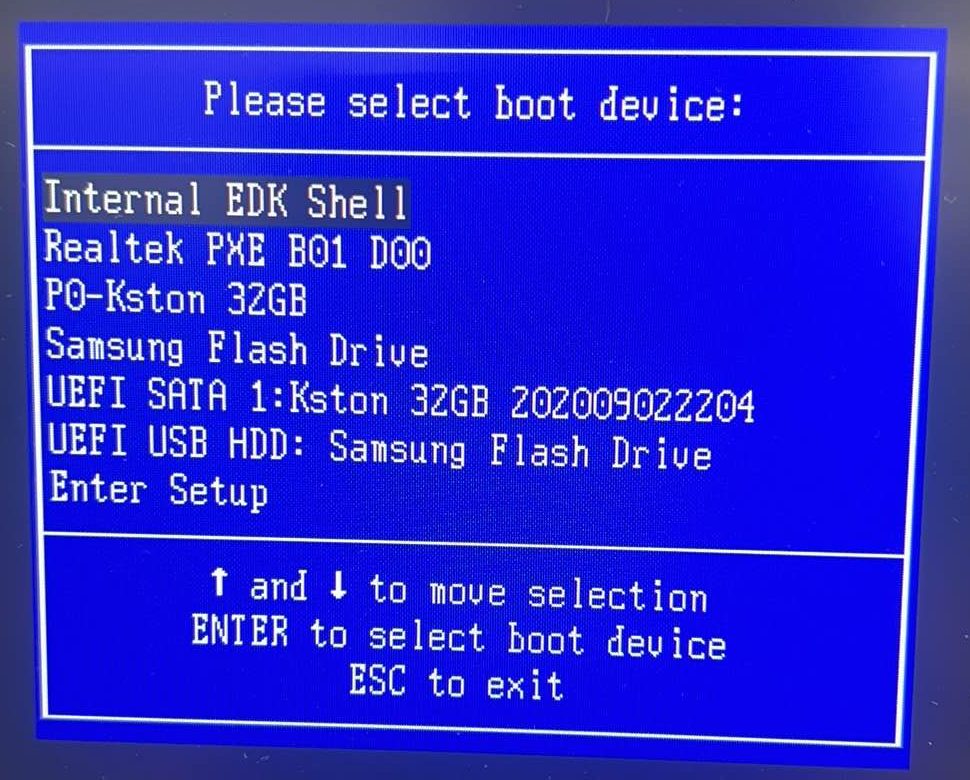 Please select boot device:
Internal EDK Shell
Realtek PXE B01 D00
P0-Kston 32GB
Samsung Flash Drive
UEFI SATA 1:Kston 32GB 202009022204
UEFI USB HDD: Samsung Flash Drive
Enter Setup
↑ and ↓ to move selection
ENTER to select boot device
ESC to exit